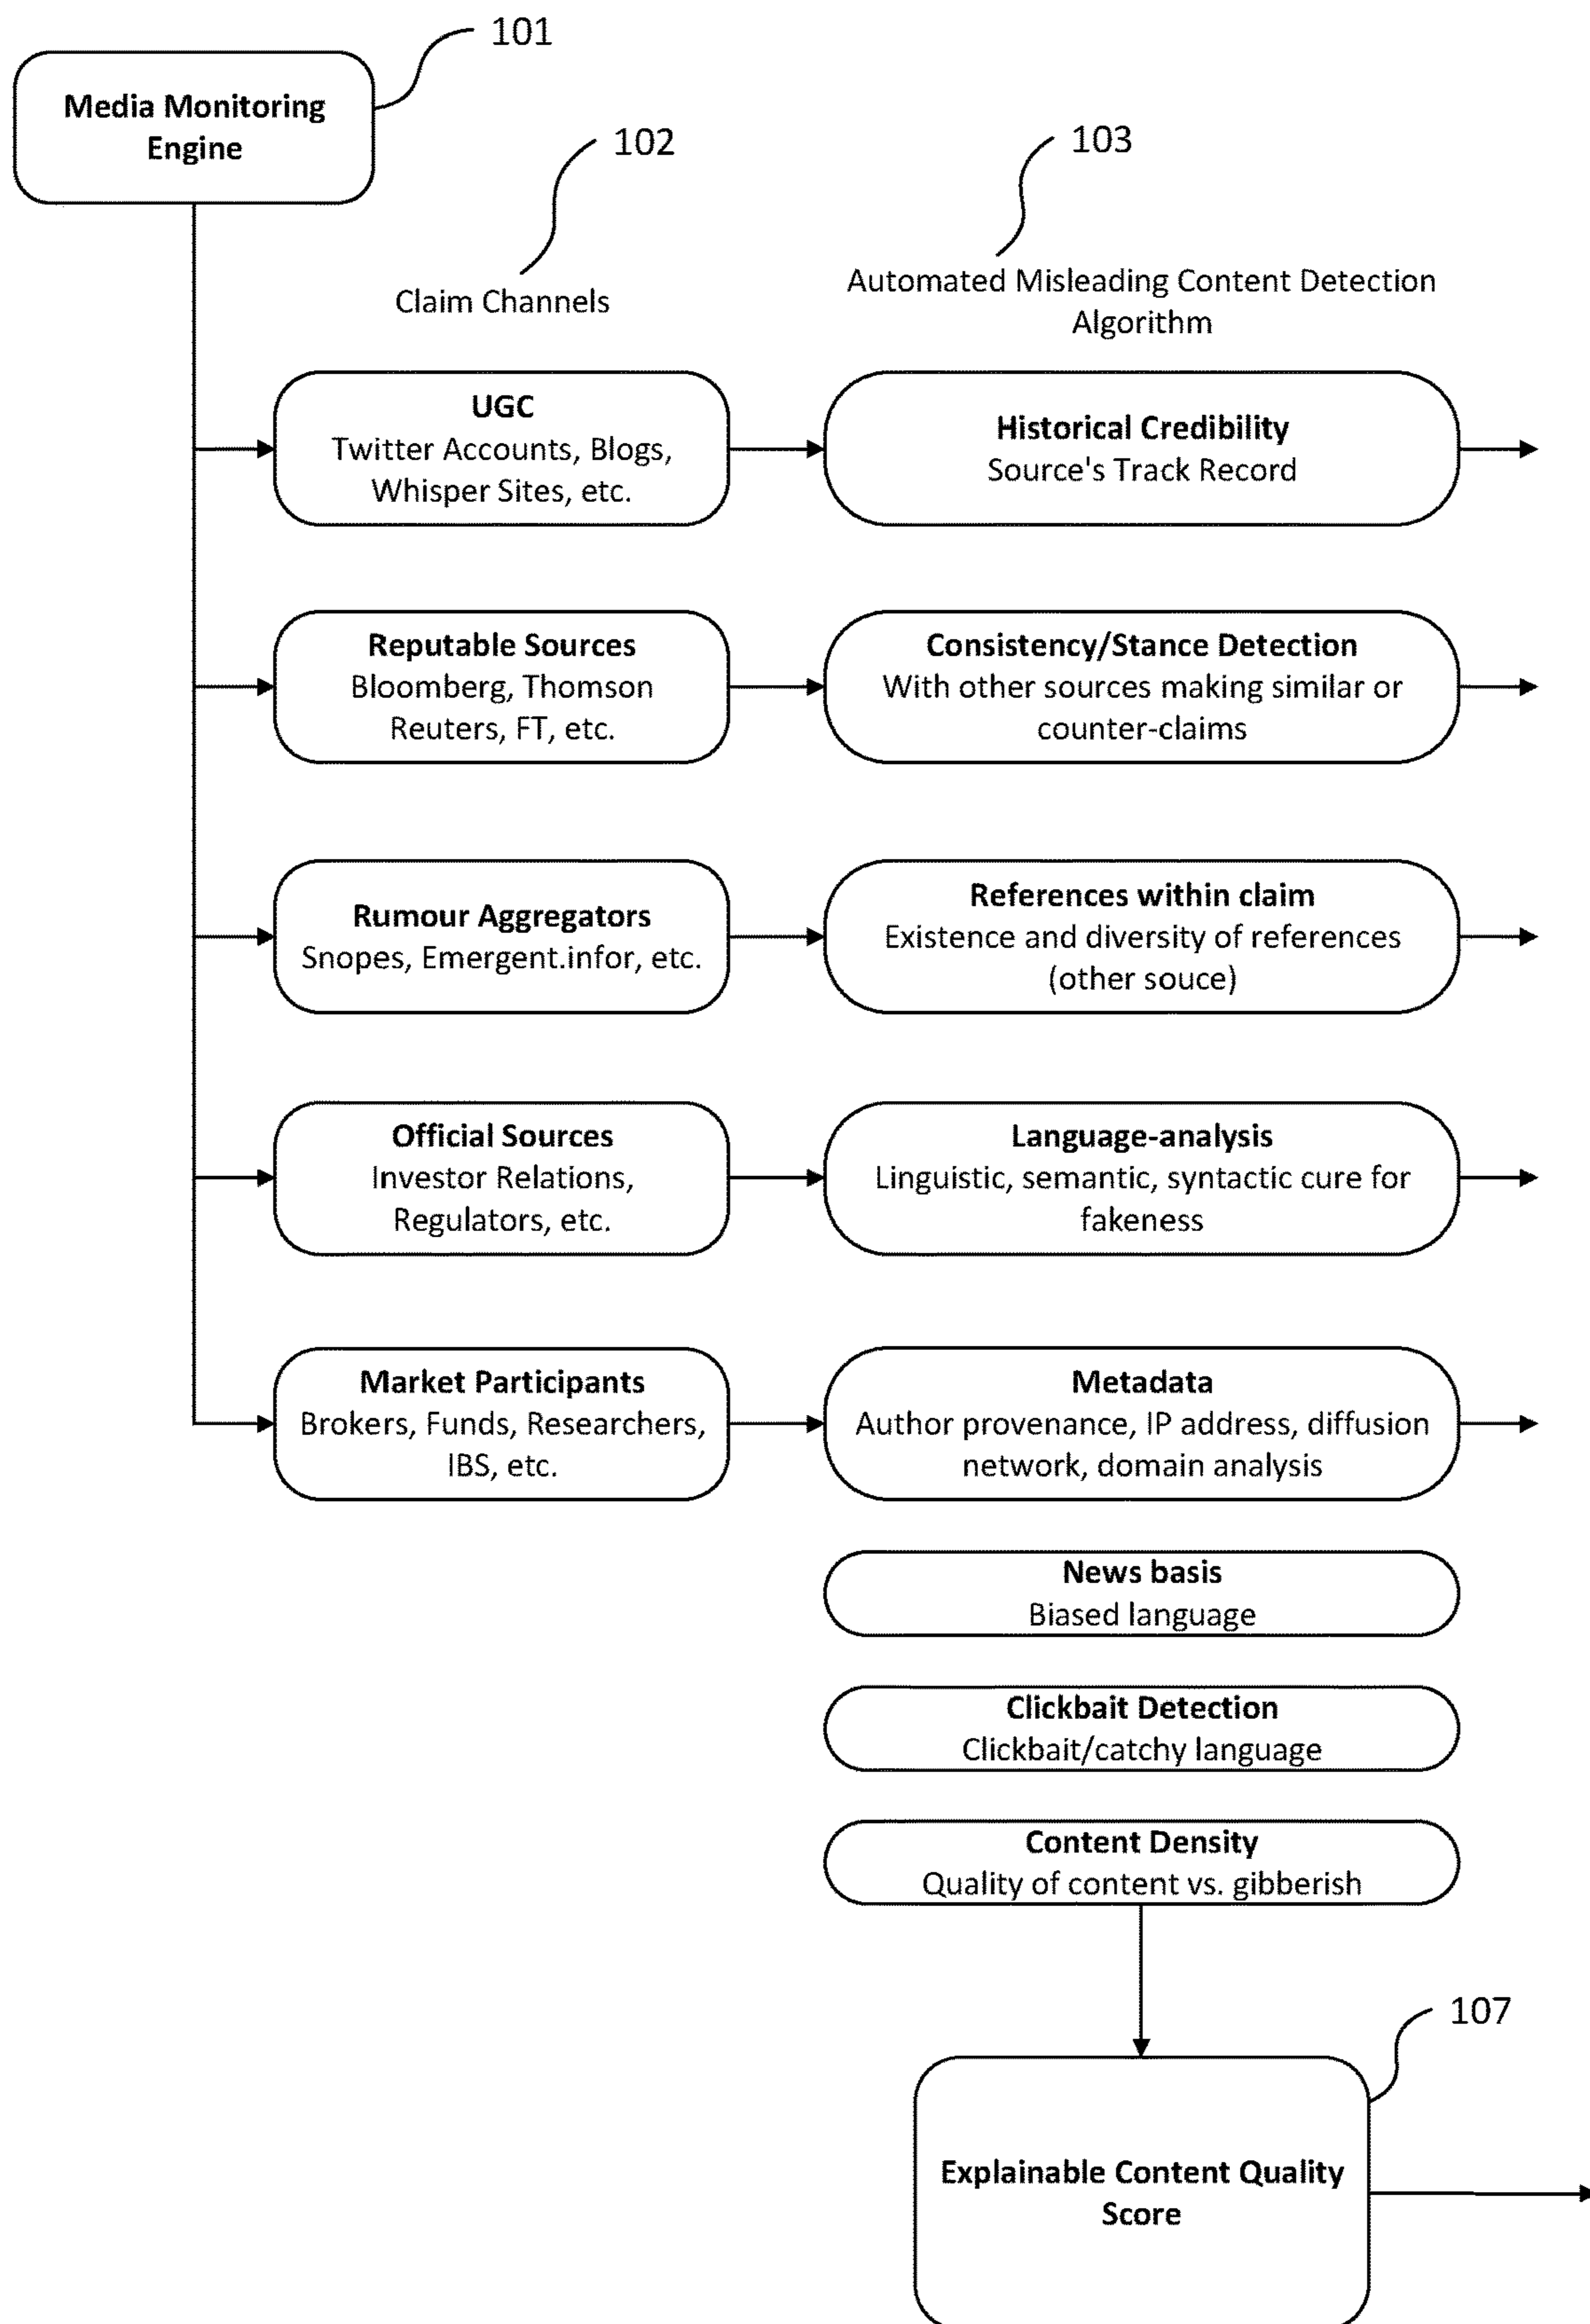 101
Media Monitoring
Engine
102
103
Claim Channels
Automated Misleading Content Detection
Algorithm
UGC
Twitter Accounts, Blogs,
Whisper Sites, etc.
Historical Credibility
Source's Track Record
Reputable Sources
Bloomberg, Thomson
Reuters, FT, etc.
Consistency/Stance Detection
With other sources making similar or
counter-claims
Rumour Aggregators
Snopes, Emergent.infor, etc.
References within claim
Existence and diversity of references
(other souce)
Official Sources
Investor Relations,
Regulators, etc.
Language-analysis
Linguistic, semantic, syntactic cure for
fakeness
Market Participants
Brokers, Funds, Researchers,
IBS, etc.
Metadata
Author provenance, IP address, diffusion
network, domain analysis
News basis
Biased language
Clickbait Detection
Clickbait/catchy language
Content Density
Quality of content vs. gibberish
107
Explainable Content Quality
Score